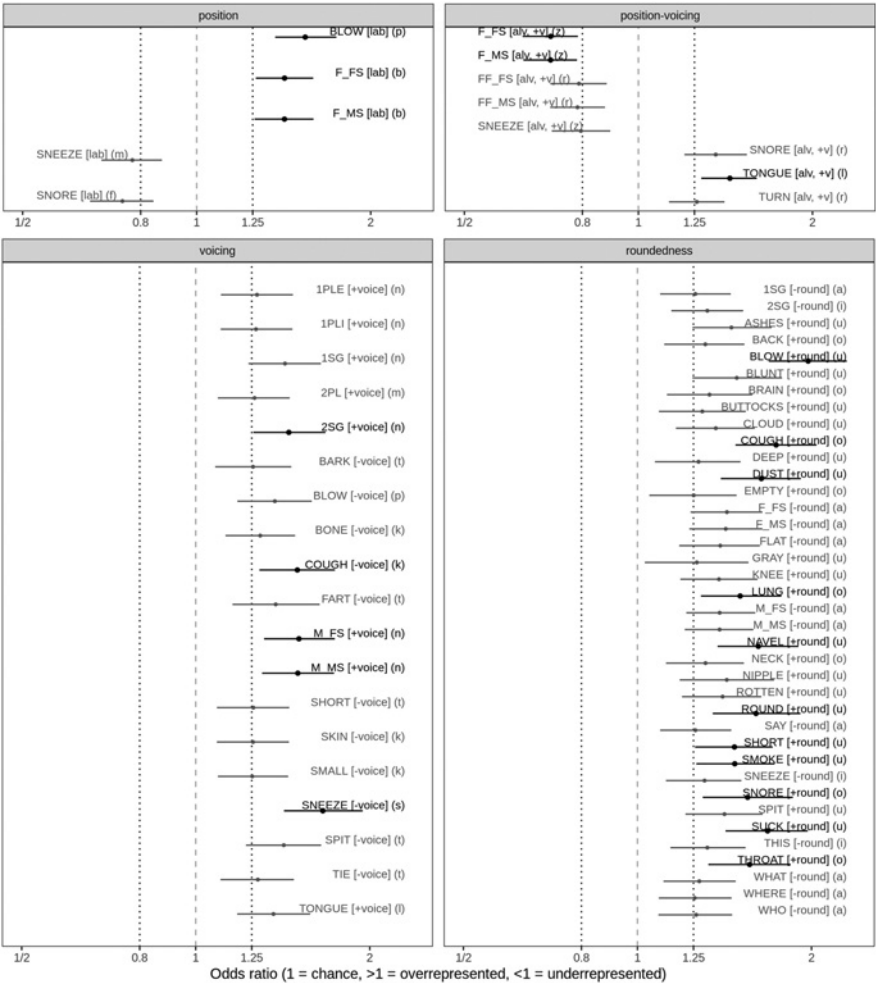 position
BLOW [lab] (p)
F_FS [lab] (b)
F_MS [lab] (b)
SNEEZE [lab] (m)
SNORE [lab] (f)
1/2 0.8 1 1.25 2
position-voicing
F_FS [alv, +v] (z)
F_MS [alv, +v] (z)
FF_FS [alv, +v] (r)
FF_MS [alv, +v] (r)
SNEEZE [alv, +v] (z)
SNORE [alv, +v] (r)
TONGUE [alv, +v] (l)
TURN [alv, +v] (r)
1/2 0.8 1 1.25 2
voicing
1PLE [+voice] (n)
1PLI [+voice] (n)
1SG [+voice] (n)
2PL [+voice] (m)
2SG [+voice] (n)
BARK [-voice] (t)
BLOW [-voice] (p)
BONE [-voice] (k)
COUGH [-voice] (k)
FART [-voice] (t)
M_FS [+voice] (n)
M_MS [+voice] (n)
SHORT [-voice] (t)
SKIN [-voice] (k)
SMALL [-voice] (k)
SNEEZE [-voice] (s)
SPIT [-voice] (t)
TIE [-voice] (t)
TONGUE [+voice] (l)
1/2 0.8 1 1.25 2
roundedness
1SG [-round] (a)
2SG [-round] (i)
ASHES [+round] (u)
BACK [+round] (o)
BLOW [+round] (u)
BLUNT [+round] (u)
BRAIN [+round] (o)
BUTTOCKS [+round] (u)
CLOUD [+round] (u)
COUGH [+round] (o)
DEEP [+round] (u)
DUST [+round] (u)
EMPTY [+round] (o)
F_FS [-round] (a)
F_MS [-round] (a)
FLAT [-round] (a)
GRAY [+round] (u)
KNEE [+round] (u)
LUNG [+round] (o)
M_FS [-round] (a)
M_MS [-round] (a)
NAVEL [+round] (u)
NECK [+round] (o)
NIPPLE [+round] (u)
ROTTEN [+round] (u)
ROUND [+round] (u)
SAY [-round] (a)
SHORT [+round] (u)
SMOKE [+round] (u)
SNEEZE [-round] (i)
SNORE [+round] (o)
SPIT [+round] (u)
SUCK [+round] (u)
THIS [-round] (i)
THROAT [+round] (o)
WHAT [-round] (a)
WHERE [-round] (a)
WHO [-round] (a)
1/2 0.8 1 1.25 2
Odds ratio (1 = chance, >1 = overrepresented, <1 = underrepresented)